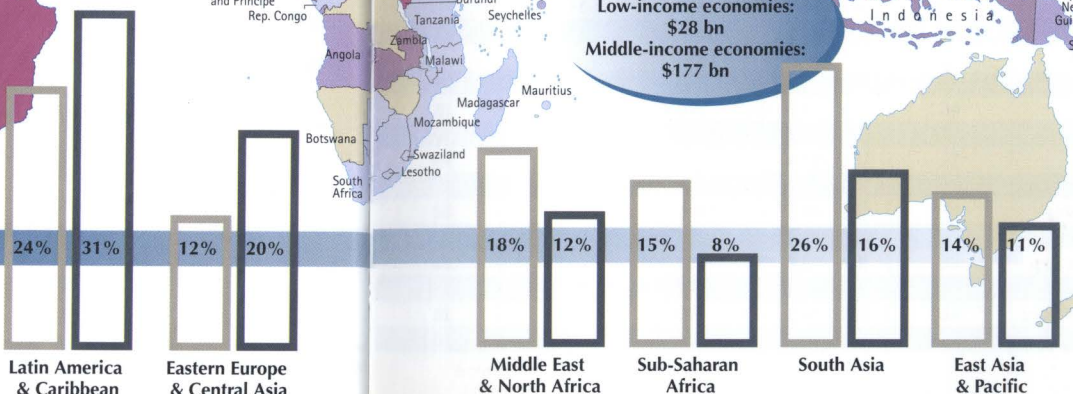 and Principe
Rep. Congo
Burundi
Tanzania
Seychelles
Angola
Zambia
Malawi
Mauritius
Madagascar
Mozambique
Botswana
Swaziland
Lesotho
South
Africa
Low-income economies:
$28 bn
Middle-income economies:
$177 bn
Indonesia
24% 31% 12% 20% 18% 12% 15% 8% 26% 16% 14% 11%
Latin America
& Caribbean
Eastern Europe
& Central Asia
Middle East
& North Africa
Sub-Saharan
Africa
South Asia
East Asia
& Pacific